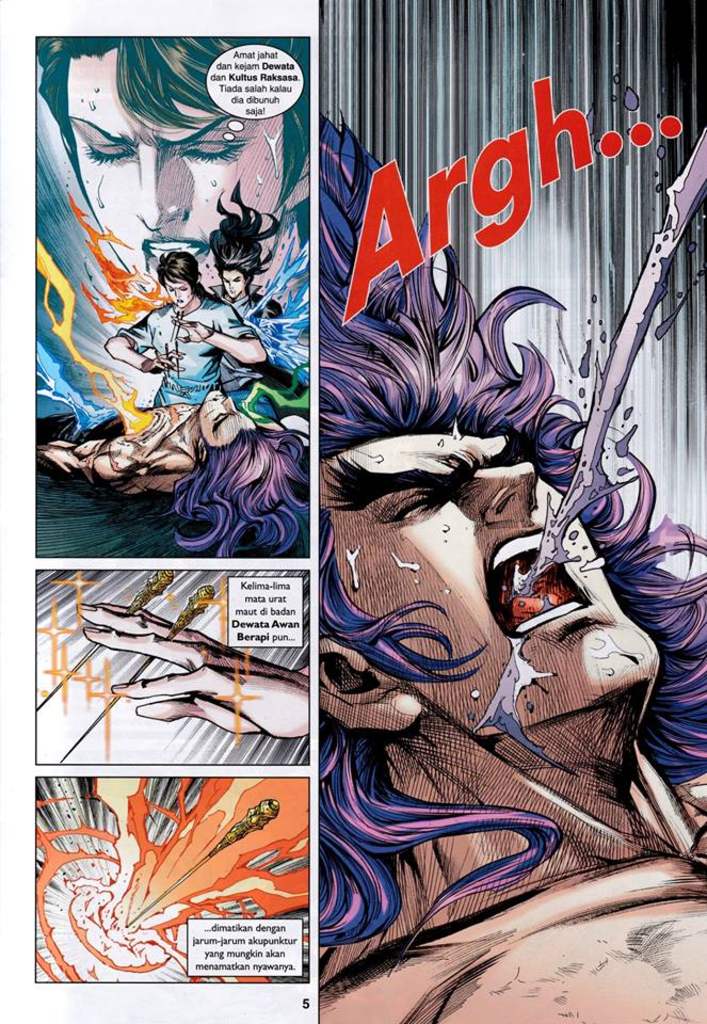 Amat jahat
dan kejam Dewata
dan Kultus Raksasa.
Tiada salah kalau
dia dibunuh
saja!
Argh...
Kelima-lima
mata urat
maut di badan
Dewata Awan
Berapi pun...
...dimatikan dengan
jarum-jarum akupunktur
yang mungkin akan
menamatkan nyawanya.
5